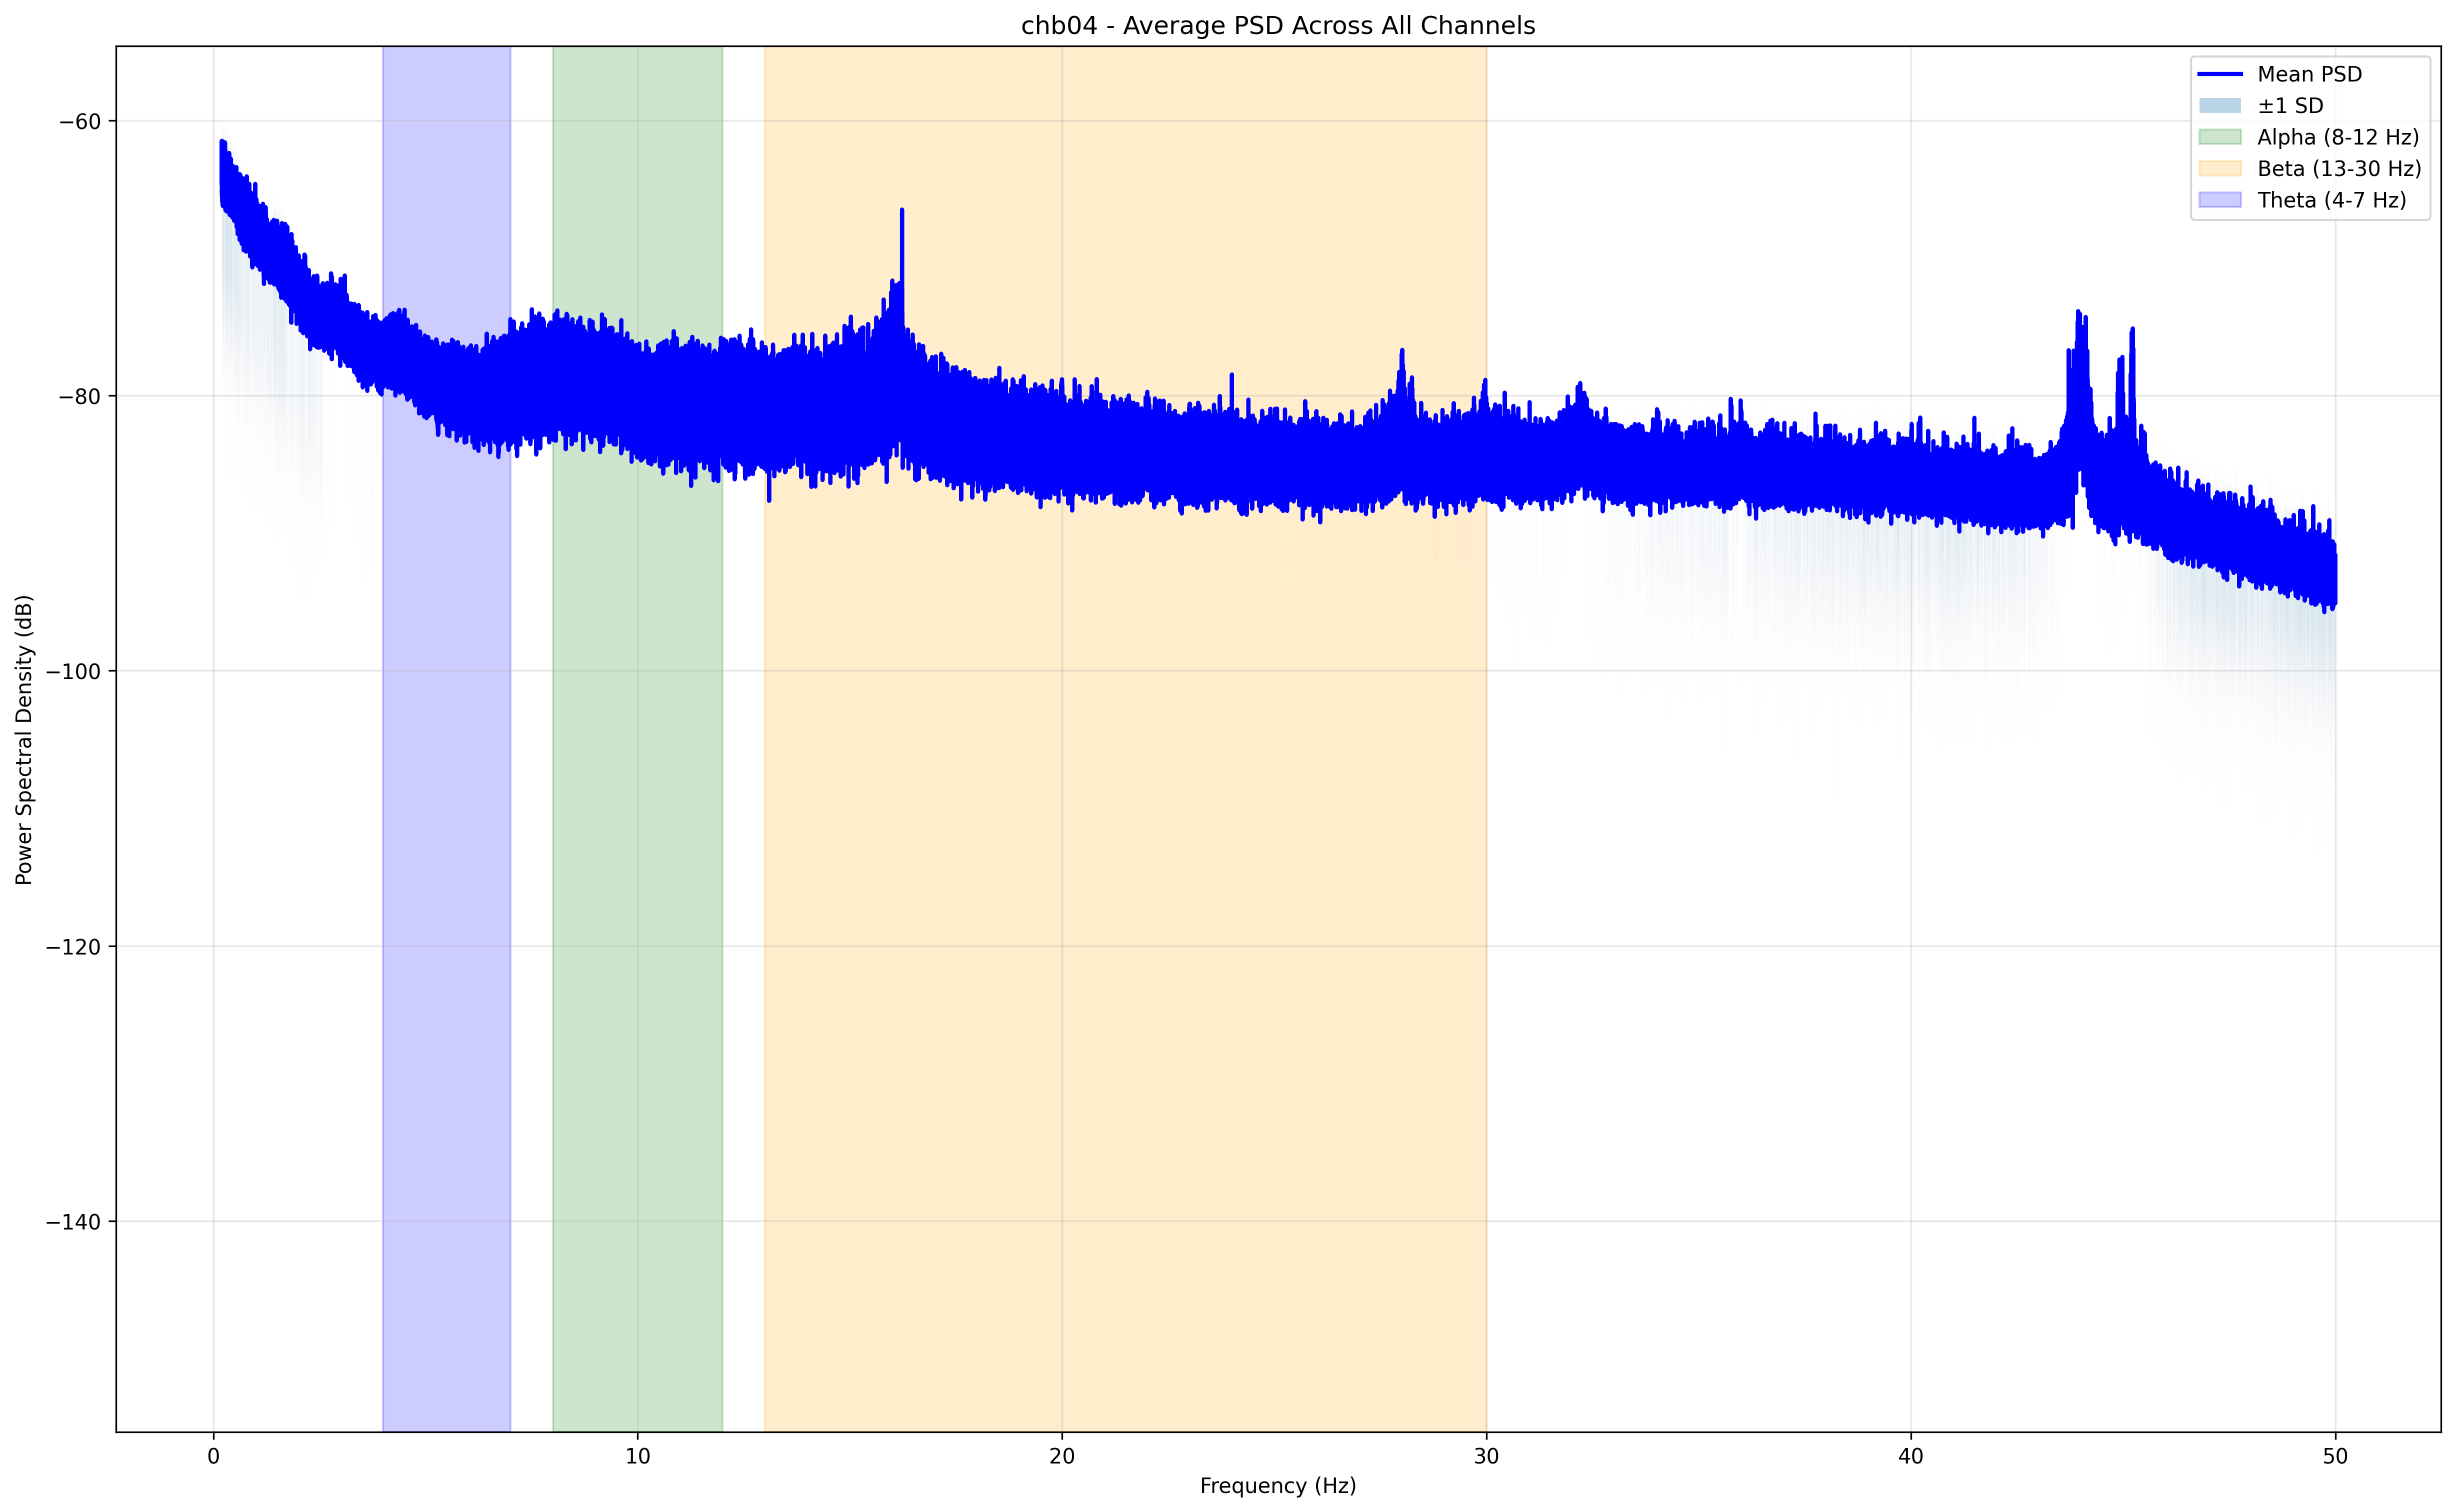 chb04 - Average PSD Across All Channels
Mean PSD
±1 SD
Alpha (8-12 Hz)
Beta (13-30 Hz)
Theta (4-7 Hz)
Power Spectral Density (dB)
−60
−80
−100
−120
−140
0 10 20 30 40 50
Frequency (Hz)